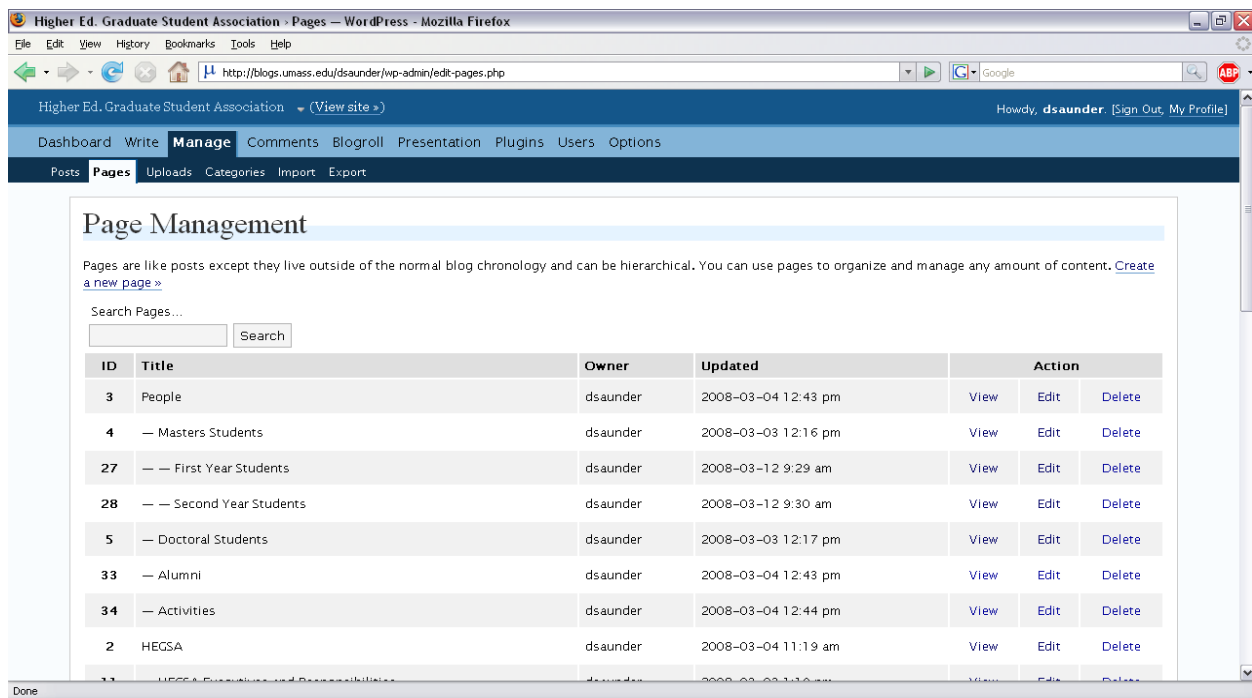 Higher Ed. Graduate Student Association › Pages — WordPress - Mozilla Firefox
File Edit View History Bookmarks Tools Help
http://blogs.umass.edu/dsaunder/wp-admin/edit-pages.php
Google
ABP
Higher Ed. Graduate Student Association (View site »)
Howdy, dsaunder. [Sign Out, My Profile]
Dashboard Write Manage Comments Blogroll Presentation Plugins Users Options
Posts Pages Uploads Categories Import Export
Page Management
Pages are like posts except they live outside of the normal blog chronology and can be hierarchical. You can use pages to organize and manage any amount of content. Create
a new page »
Search Pages...
Search
ID Title Owner Updated Action
3 People dsaunder 2008-03-04 12:43 pm View Edit Delete
4 — Masters Students dsaunder 2008-03-03 12:16 pm View Edit Delete
27 — — First Year Students dsaunder 2008-03-12 9:29 am View Edit Delete
28 — — Second Year Students dsaunder 2008-03-12 9:30 am View Edit Delete
5 — Doctoral Students dsaunder 2008-03-03 12:17 pm View Edit Delete
33 — Alumni dsaunder 2008-03-04 12:43 pm View Edit Delete
34 — Activities dsaunder 2008-03-04 12:44 pm View Edit Delete
2 HEGSA dsaunder 2008-03-04 11:19 am View Edit Delete
HEGSA Executives and Responsibilities dsaunder View Edit Delete
Done